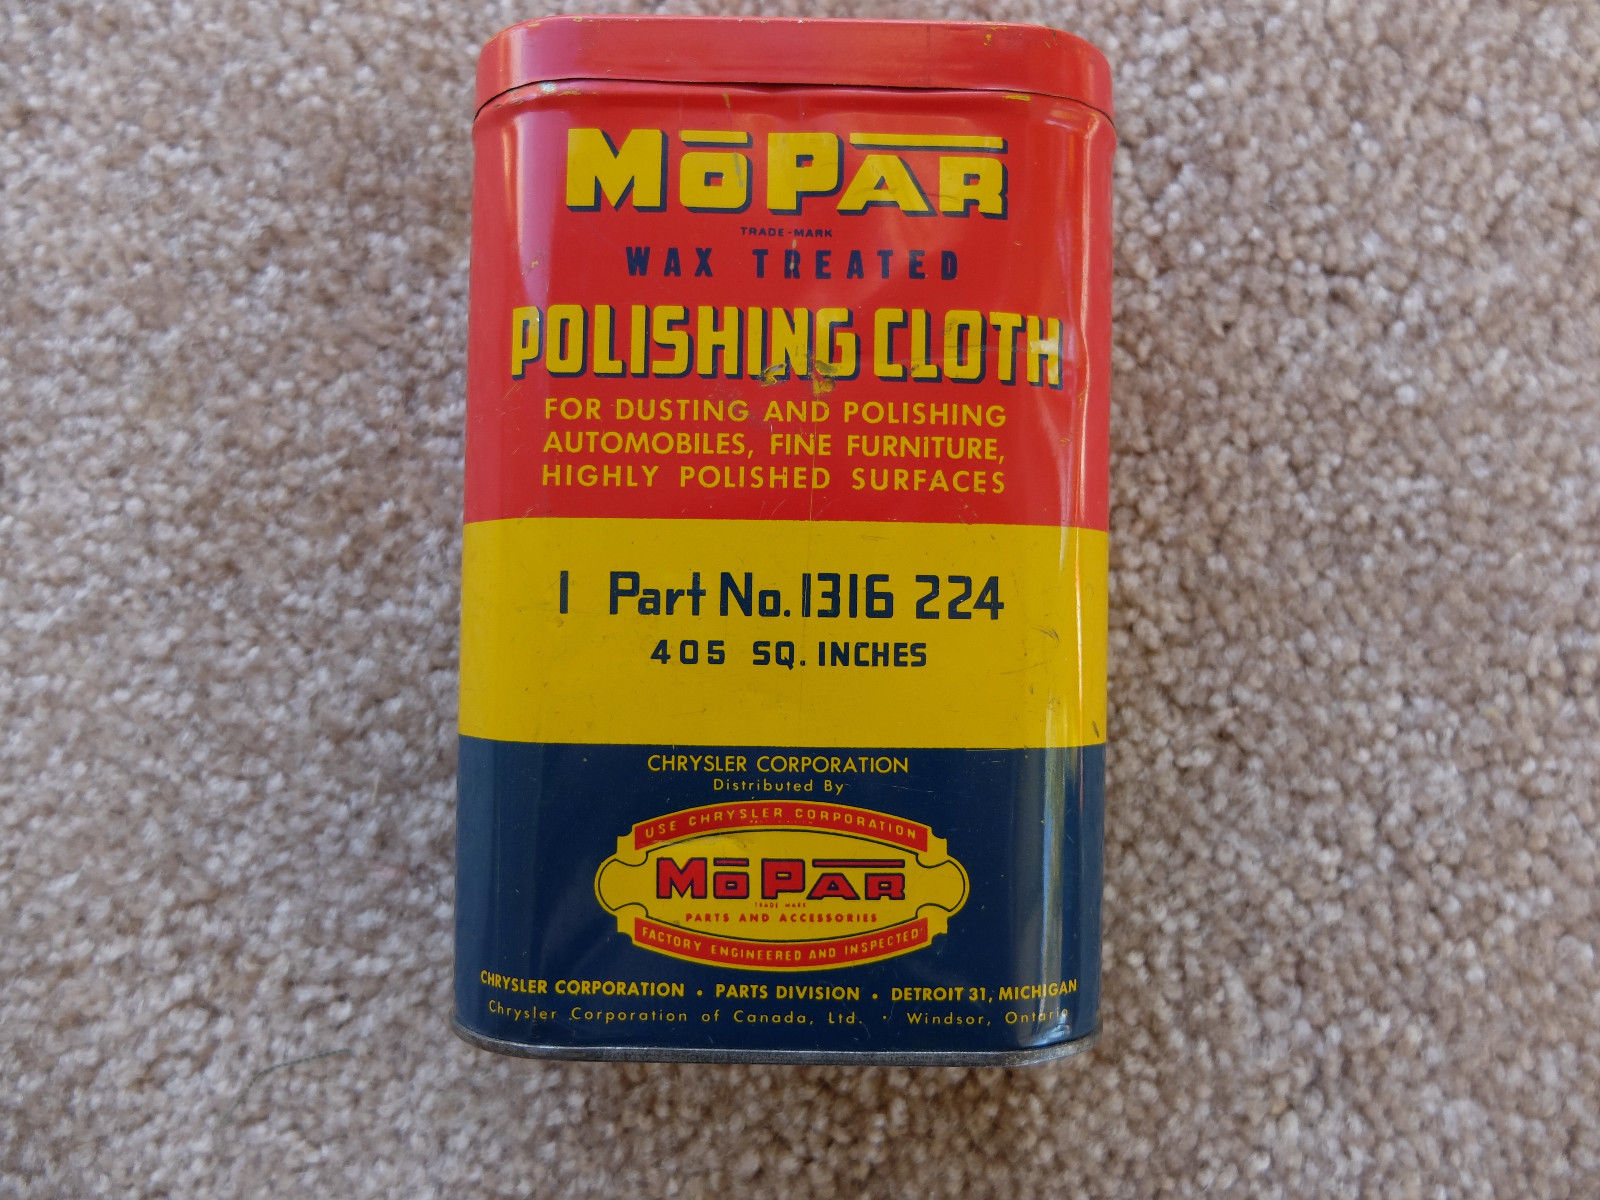 MOPAR
TRADE-MARK
WAX TREATED
POLISHING CLOTH
FOR DUSTING AND POLISHING
AUTOMOBILES, FINE FURNITURE,
HIGHLY POLISHED SURFACES
1 Part No. 1316 224
405 SQ. INCHES
CHRYSLER CORPORATION
Distributed By
USE CHRYSLER CORPORATION
MOPAR
TRADE MARK
PARTS AND ACCESSORIES
FACTORY ENGINEERED AND INSPECTED
CHRYSLER CORPORATION • PARTS DIVISION • DETROIT 31, MICHIGAN
Chrysler Corporation of Canada, Ltd. • Windsor, Ontario